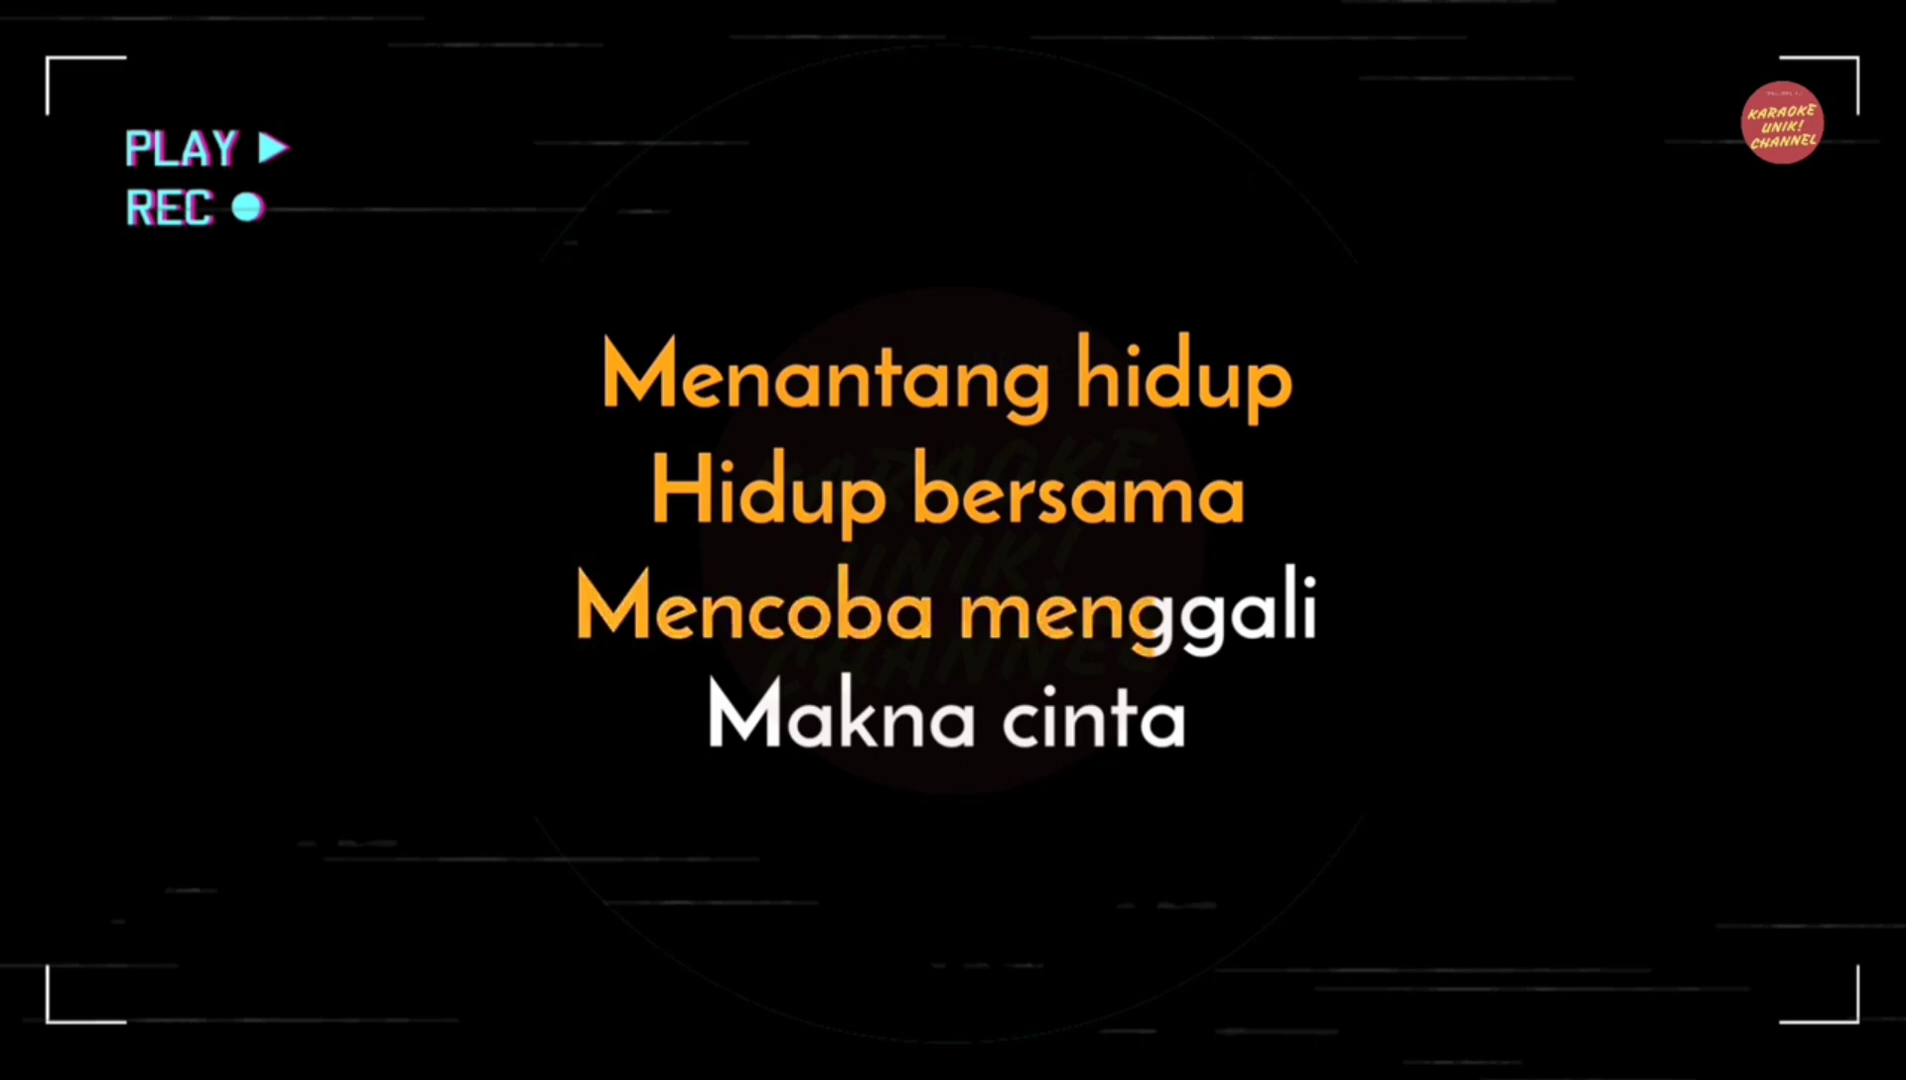 PLAY
REC
KARAOKE
UNIK!
CHANNEL
Menantang hidup
Hidup bersama
Mencoba menggali
Makna cinta